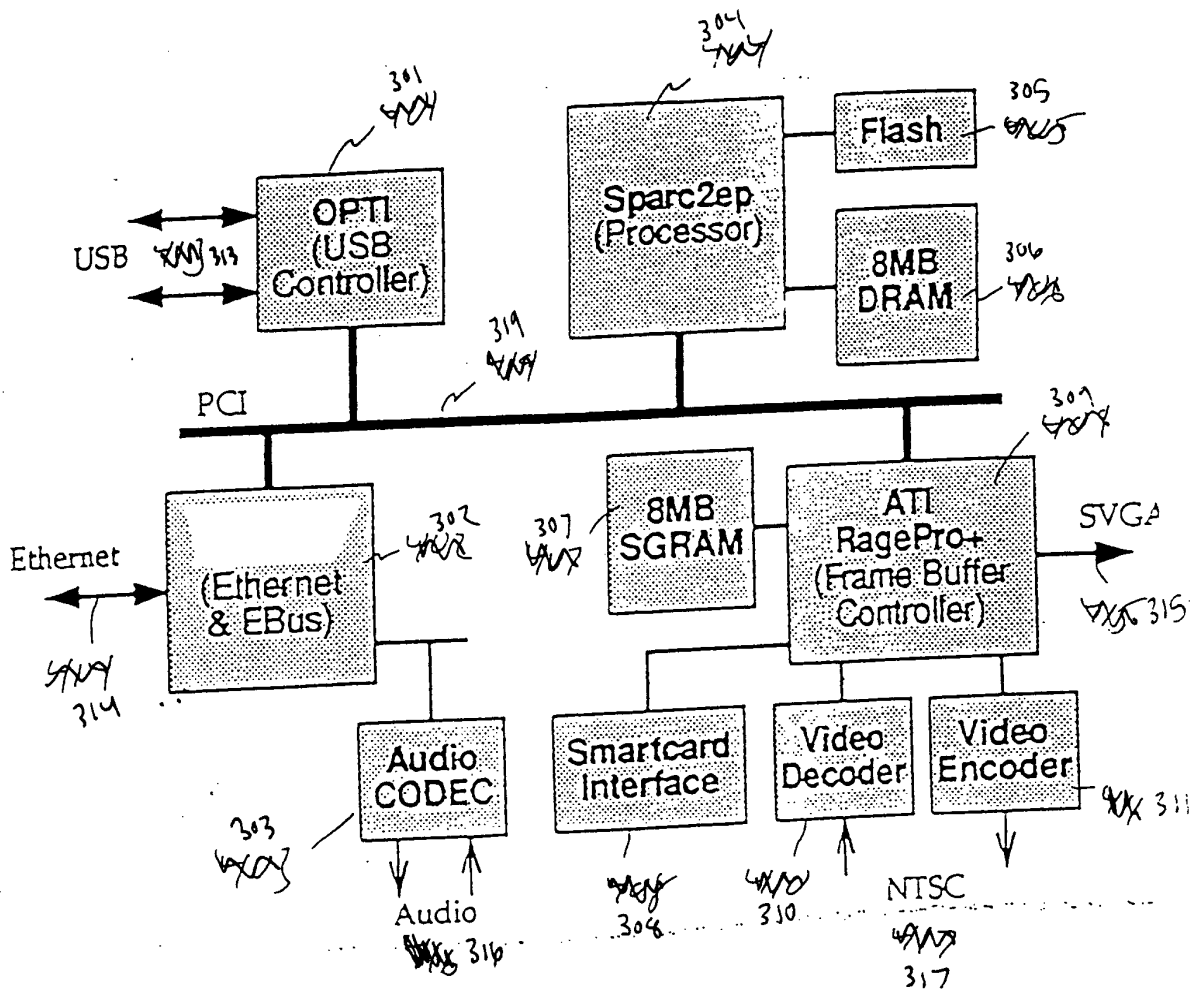 304
301
305
Flash
OPTI
(USB
Controller)
Sparc2ep
(Processor)
USB
313
306
8MB
DRAM
319
PCI
309
302
307
8MB
SGRAM
ATI
RagePro+
(Frame Buffer
Controller)
SVGA
Ethernet
(Ethernet
& EBus)
315
314
Audio
CODEC
Smartcard
Interface
Video
Decoder
Video
Encoder
311
303
308
310
NTSC
Audio
316
317